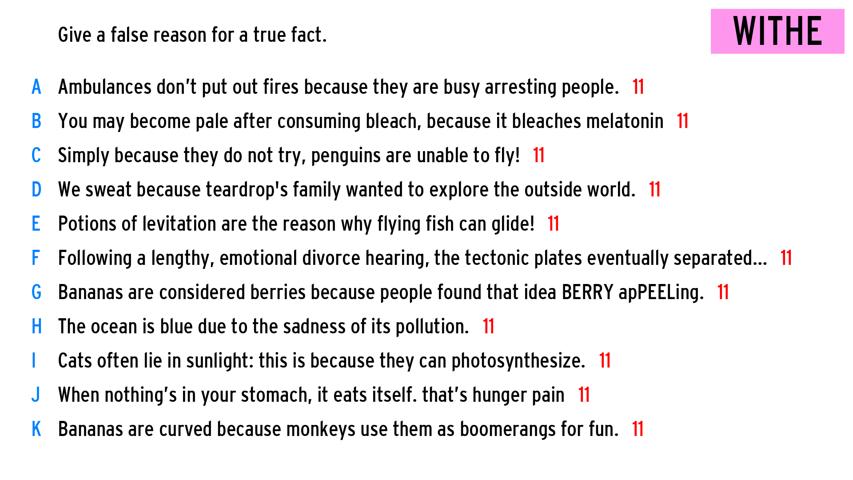 Give a false reason for a true fact.
WITHE
A Ambulances don't put out fires because they are busy arresting people. 11
B You may become pale after consuming bleach, because it bleaches melatonin 11
C Simply because they do not try, penguins are unable to fly! 11
D We sweat because teardrop's family wanted to explore the outside world. 11
E Potions of levitation are the reason why flying fish can glide! 11
F Following a lengthy, emotional divorce hearing, the tectonic plates eventually separated... 11
G Bananas are considered berries because people found that idea BERRY apPEELing. 11
H The ocean is blue due to the sadness of its pollution. 11
I Cats often lie in sunlight: this is because they can photosynthesize. 11
J When nothing's in your stomach, it eats itself. that's hunger pain 11
K Bananas are curved because monkeys use them as boomerangs for fun. 11